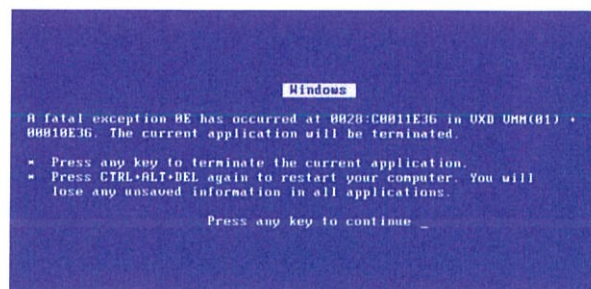 Windows
A fatal exception 0E has occurred at 0028:C0011E36 in VXD VMM(01) +
00010E36. The current application will be terminated.
* Press any key to terminate the current application.
* Press CTRL+ALT+DEL again to restart your computer. You will
lose any unsaved information in all applications.
Press any key to continue _